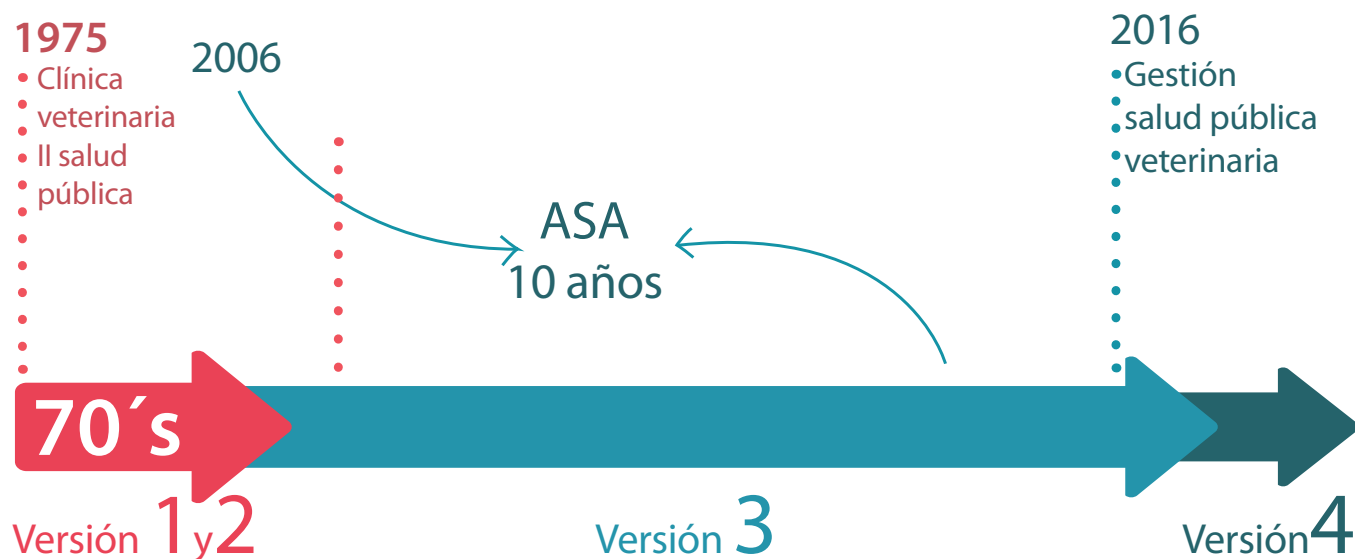 1975
• Clínica
veterinaria
• II salud
pública
2006
ASA
10 años
2016
•Gestión
salud pública
veterinaria
70´s
Versión 1 y 2
Versión 3
Versión 4